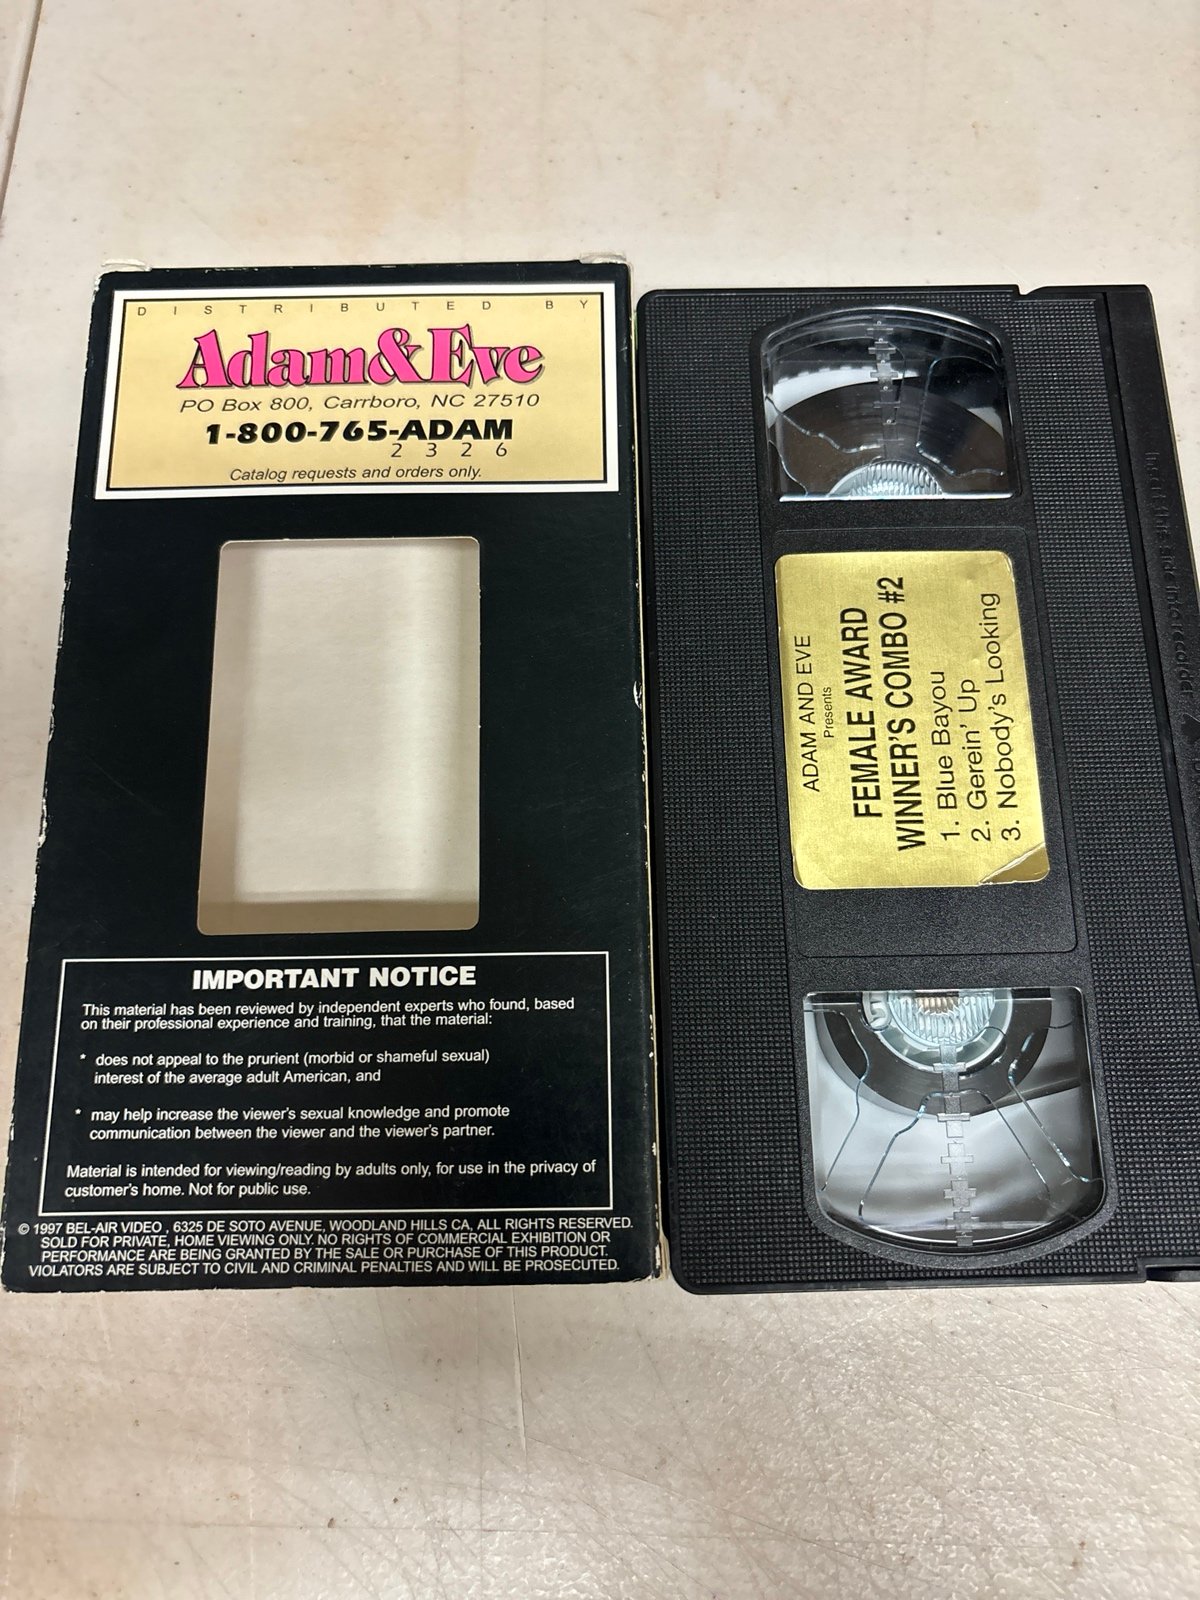 DISTRIBUTED BY
Adam&Eve
PO Box 800, Carrboro, NC 27510
1-800-765-ADAM
2 3 2 6
Catalog requests and orders only.
IMPORTANT NOTICE
This material has been reviewed by independent experts who found, based
on their professional experience and training, that the material:
* does not appeal to the prurient (morbid or shameful sexual)
interest of the average adult American, and
* may help increase the viewer's sexual knowledge and promote
communication between the viewer and the viewer's partner.
Material is intended for viewing/reading by adults only, for use in the privacy of
customer's home. Not for public use.
© 1997 BEL-AIR VIDEO , 6325 DE SOTO AVENUE, WOODLAND HILLS CA, ALL RIGHTS RESERVED.
SOLD FOR PRIVATE, HOME VIEWING ONLY. NO RIGHTS OF COMMERCIAL EXHIBITION OR
PERFORMANCE ARE BEING GRANTED BY THE SALE OR PURCHASE OF THIS PRODUCT.
VIOLATORS ARE SUBJECT TO CIVIL AND CRIMINAL PENALTIES AND WILL BE PROSECUTED.
ADAM AND EVE
Presents
FEMALE AWARD
WINNER'S COMBO #2
1. Blue Bayou
2. Gerein' Up
3. Nobody's Looking
Insert this side into recorder